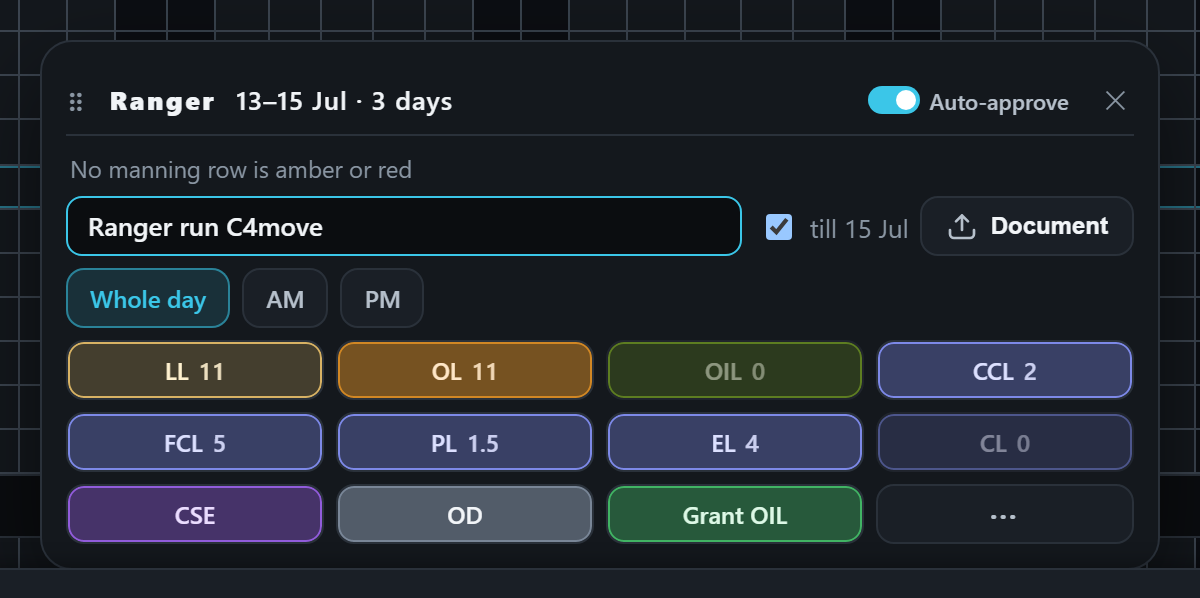 Ranger 13–15 Jul · 3 days Auto-approve
No manning row is amber or red
Ranger run C4move till 15 Jul Document
Whole day AM PM
LL 11 OL 11 OIL 0 CCL 2
FCL 5 PL 1.5 EL 4 CL 0
CSE OD Grant OIL ...